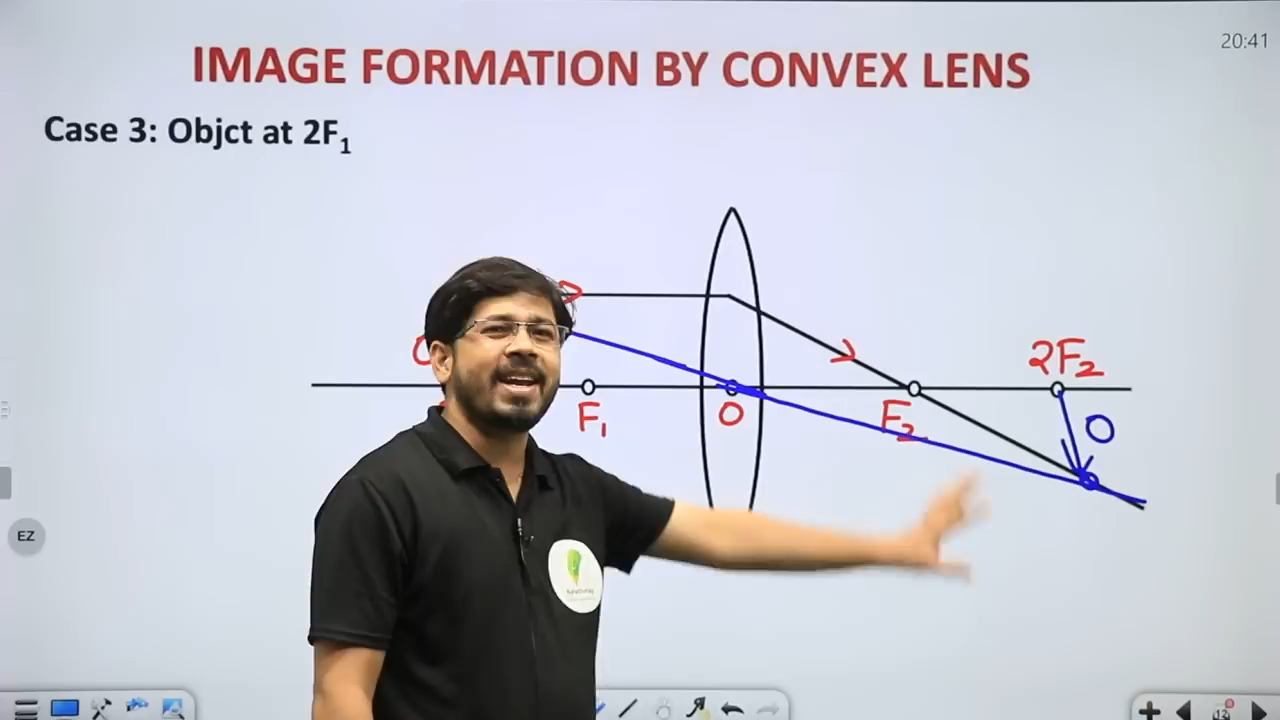 20:41
IMAGE FORMATION BY CONVEX LENS
Case 3: Objct at 2F₁
2F₂
F₁
O
F₂
O
EZ